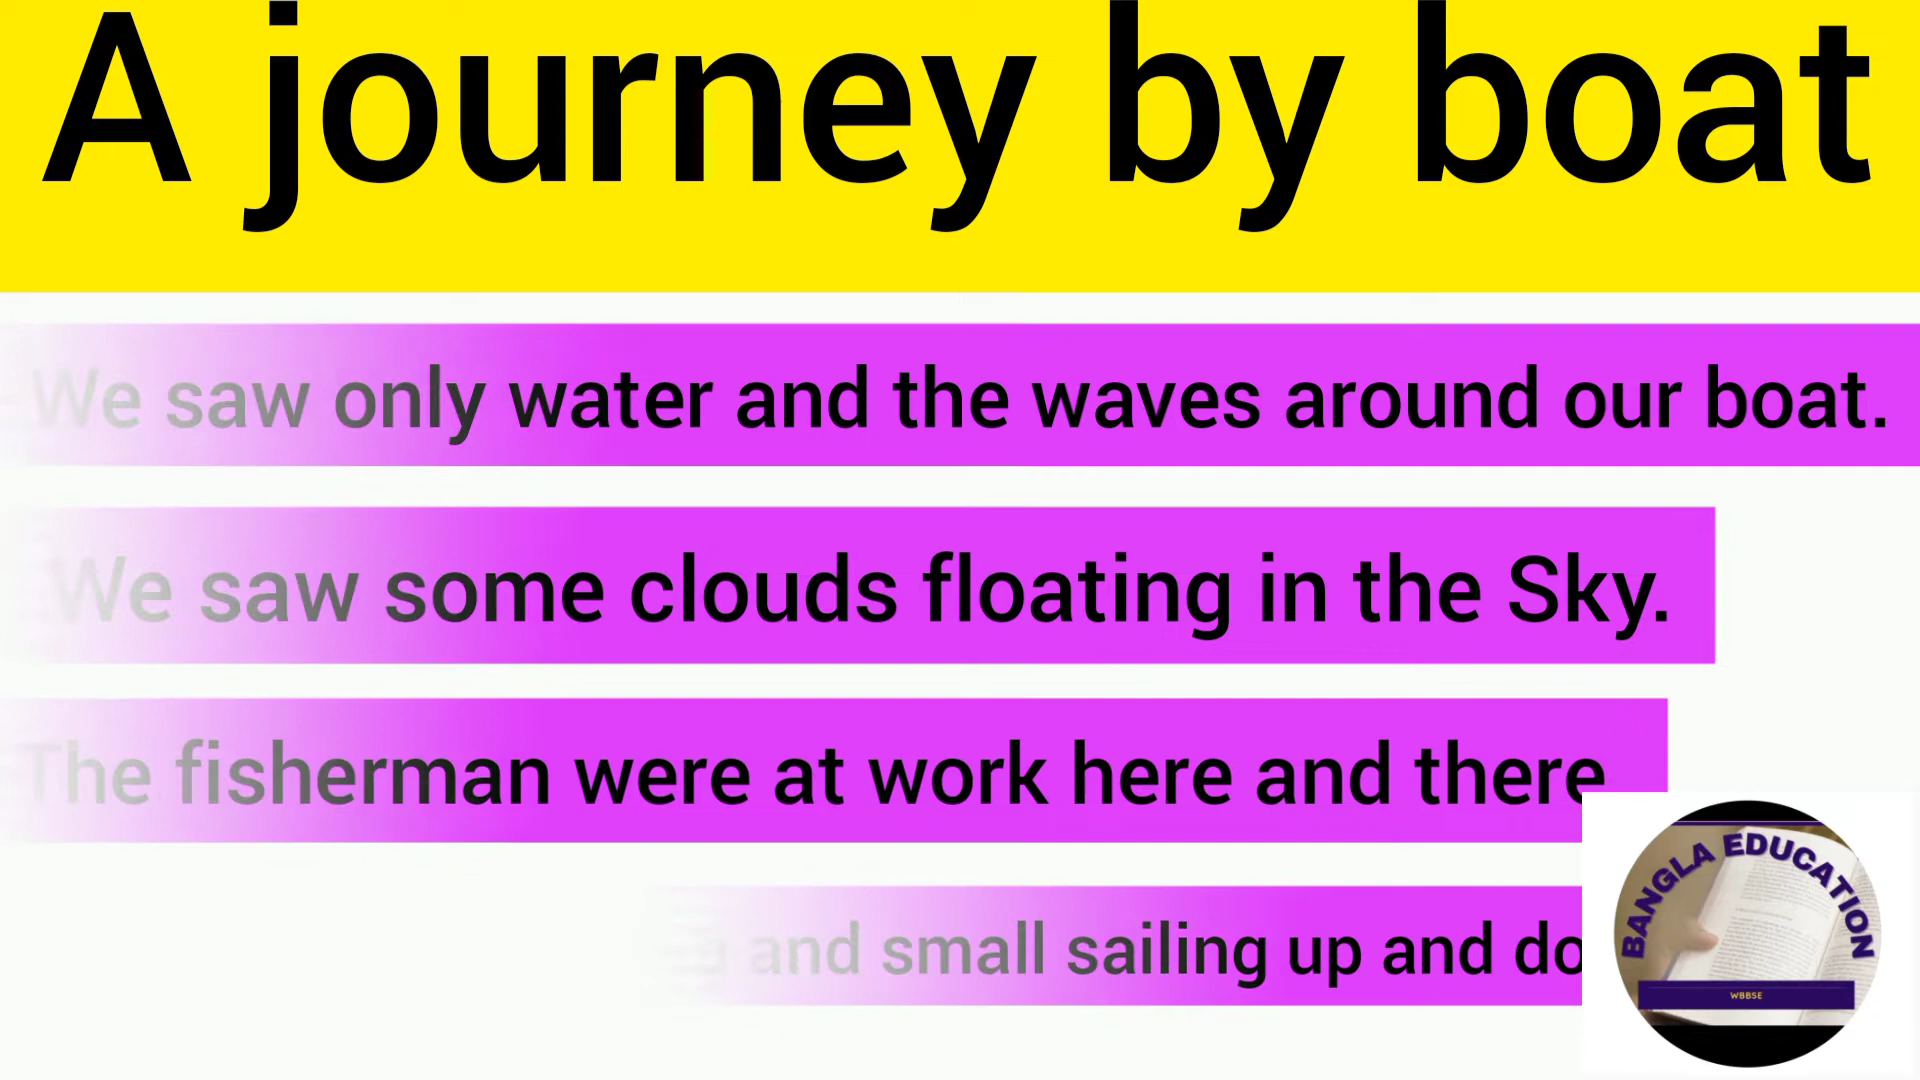 A journey by boat
We saw only water and the waves around our boat.
We saw some clouds floating in the Sky.
The fisherman were at work here and there
and small sailing up and do
BANGLA EDUCATION
WBBSE